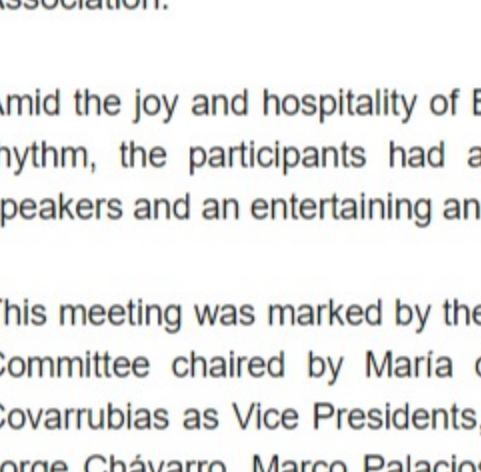 Association.
Amid the joy and hospitality of
rhythm, the participants had a
speakers and an entertaining an
This meeting was marked by the
Committee chaired by María
Covarrubias as Vice Presidents,
Jorge Chávarro, Marco Palacios